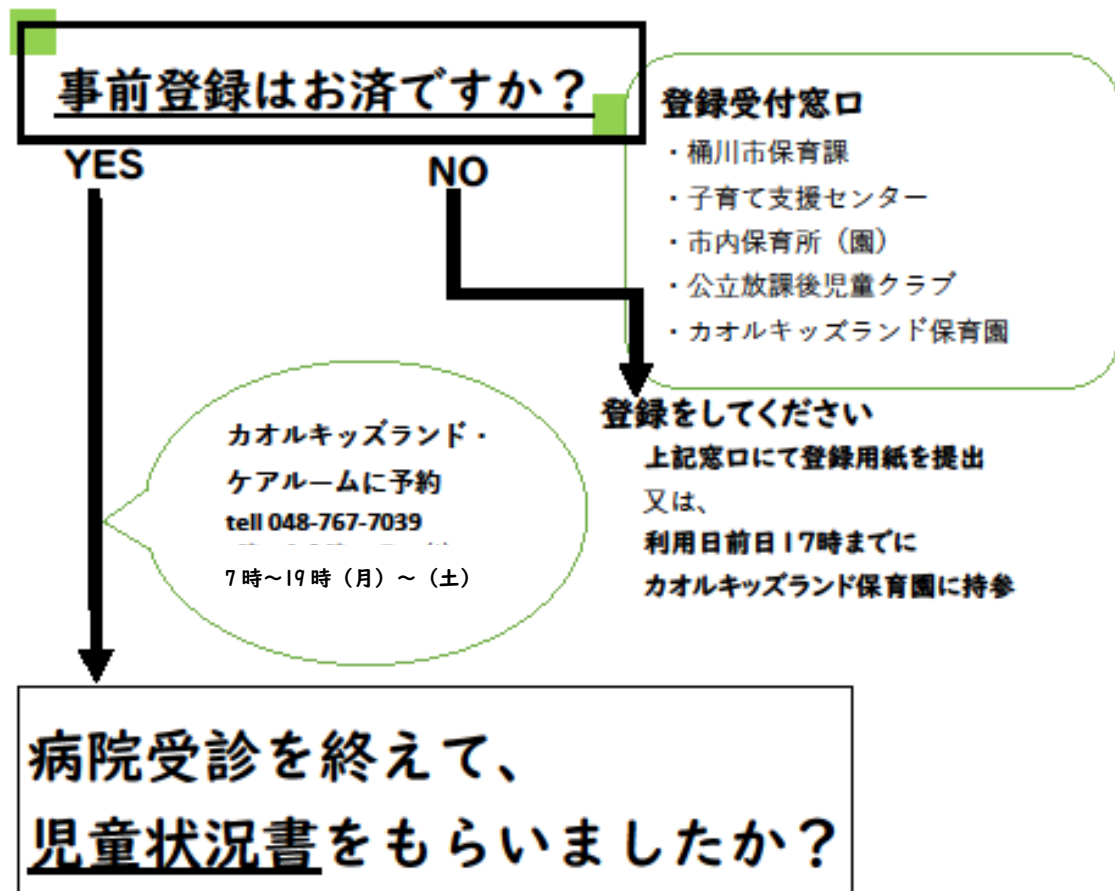 事前登録はお済ですか？
YES
NO
登録受付窓口
・桶川市保育課
・子育て支援センター
・市内保育所（園）
・公立放課後児童クラブ
・カオルキッズランド保育園
登録をしてください
上記窓口にて登録用紙を提出
又は、
利用日前日17時までに
カオルキッズランド保育園に持参
カオルキッズランド・
ケアルームに予約
tell 048-767-7039
7時～19時（月）～（土）
病院受診を終えて、
児童状況書をもらいましたか？